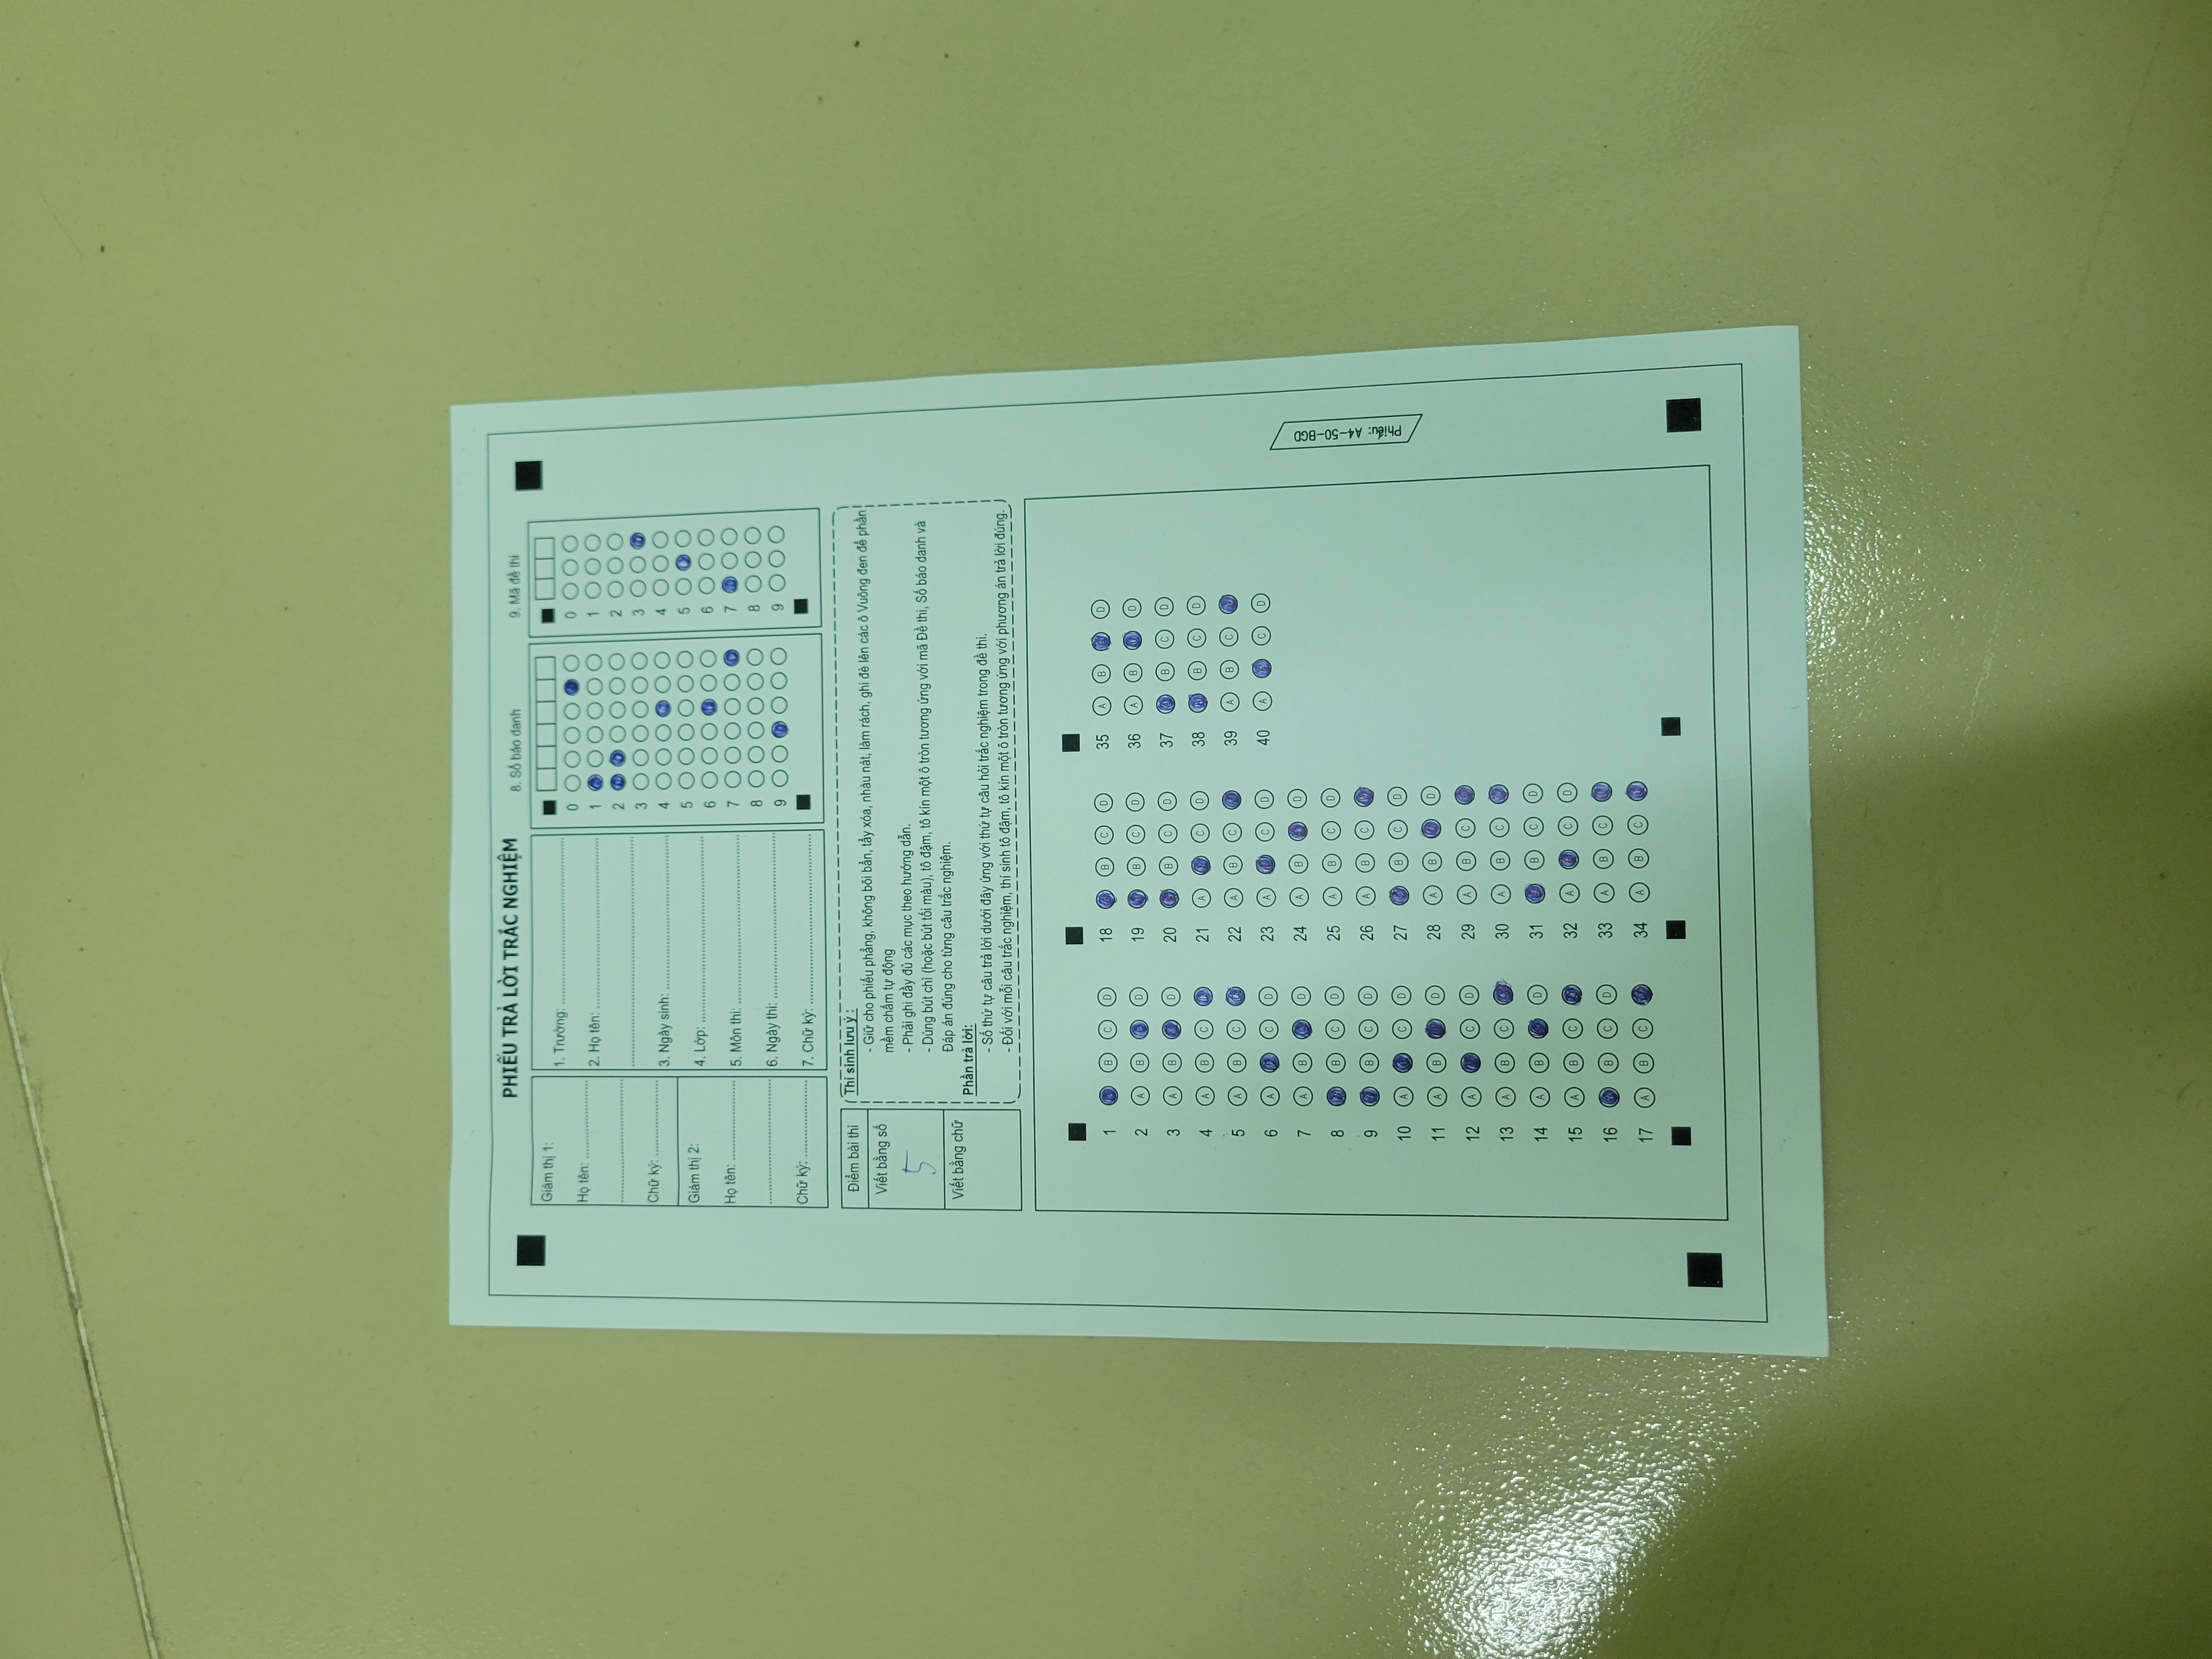 PHIẾU TRẢ LỜI TRẮC NGHIỆM
8. Số báo danh
9. Mã đề thi
Giám thị 1:
Họ tên:
Chữ ký:
Giám thị 2:
Họ tên:
Chữ ký:
1. Trường:
2. Họ tên:
3. Ngày sinh:
4. Lớp:
5. Môn thi:
6. Ngày thi:
7. Chữ ký:
0
1
2
3
4
5
6
7
8
9
0
1
2
3
4
5
6
7
8
9
Điểm bài thi
Viết bằng số
5
Viết bằng chữ
Thí sinh lưu ý :
- Giữ cho phiếu phẳng, không bôi bẩn, tẩy xóa, nhàu nát, làm rách, ghi đè lên các ô Vuông đen để phần
mềm chấm tự động
- Phải ghi đầy đủ các mục theo hướng dẫn.
- Dùng bút chì (hoặc bút tối màu), tô đậm, tô kín một ô tròn tương ứng với mã Đề thi, Số báo danh và
Đáp án đúng cho từng câu trắc nghiệm.
Phần trả lời:
- Số thứ tự câu trả lời dưới đây ứng với thứ tự câu hỏi trắc nghiệm trong đề thi.
- Đối với mỗi câu trắc nghiệm, thí sinh tô đậm, tô kín một ô tròn tương ứng với phương án trả lời đúng.
1 B C D
2 A B D
3 A B D
4 A B C
5 A B C
6 A C D
7 A B D
8 B C D
9 B C D
10 A C D
11 A B D
12 A C D
13 A B C
14 A B D
15 A B C
16 B C D
17 A B C
18 B C D
19 B C D
20 B C D
21 A C D
22 A B C
23 A C D
24 A B D
25 A B C D
26 A B C
27 B C D
28 A B D
29 A B C
30 A B C
31 B C D
32 A C D
33 A B C
34 A B C
35 A B D
36 A B D
37 B C D
38 B C D
39 A B C
40 A C D
Phiếu: A4-50-BGD